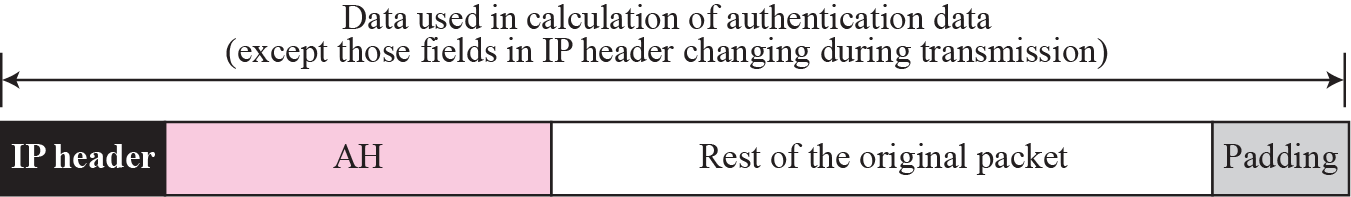 Data used in calculation of authentication data
(except those fields in IP header changing during transmission)
IP header AH Rest of the original packet Padding